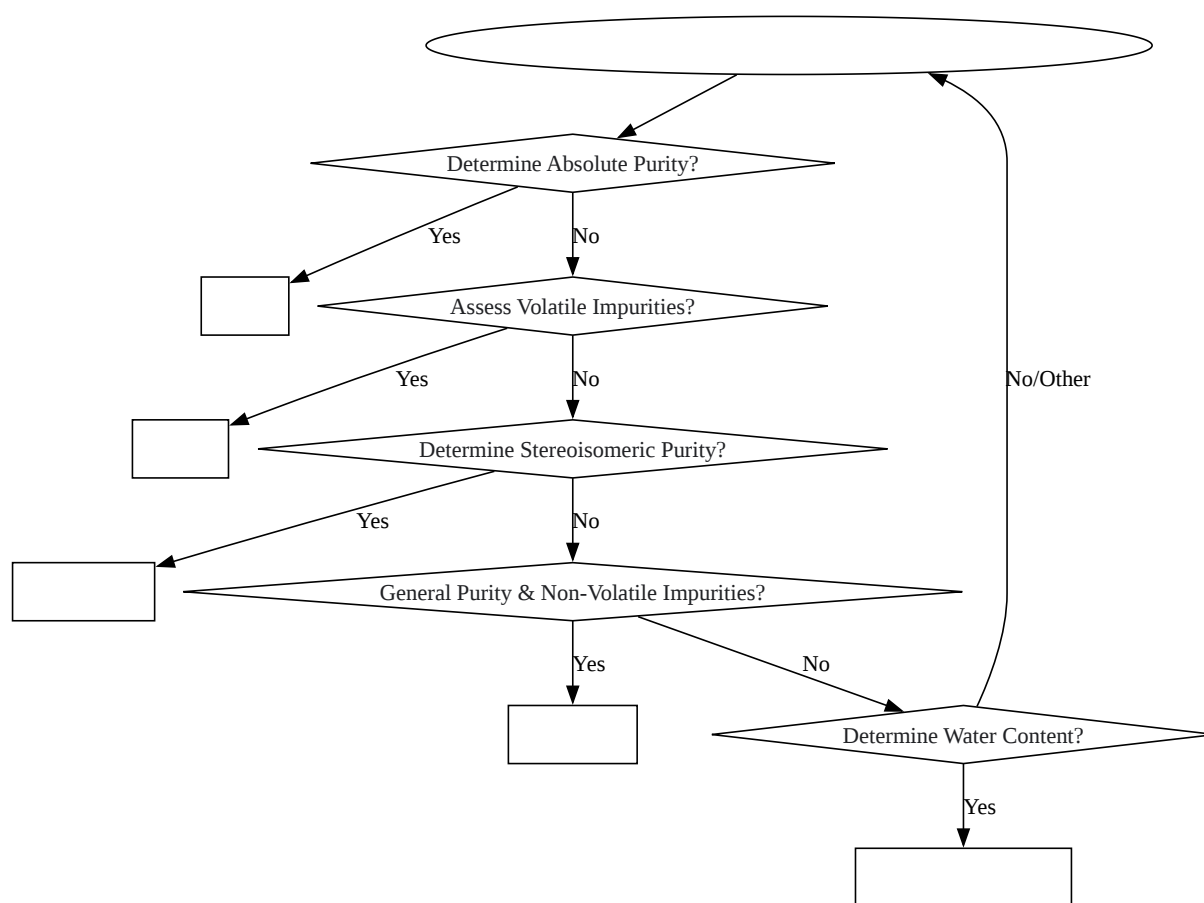 Determine Absolute Purity?
Yes
No
Assess Volatile Impurities?
Yes
No
No/Other
Determine Stereoisomeric Purity?
Yes
No
General Purity & Non-Volatile Impurities?
Yes
No
Determine Water Content?
Yes